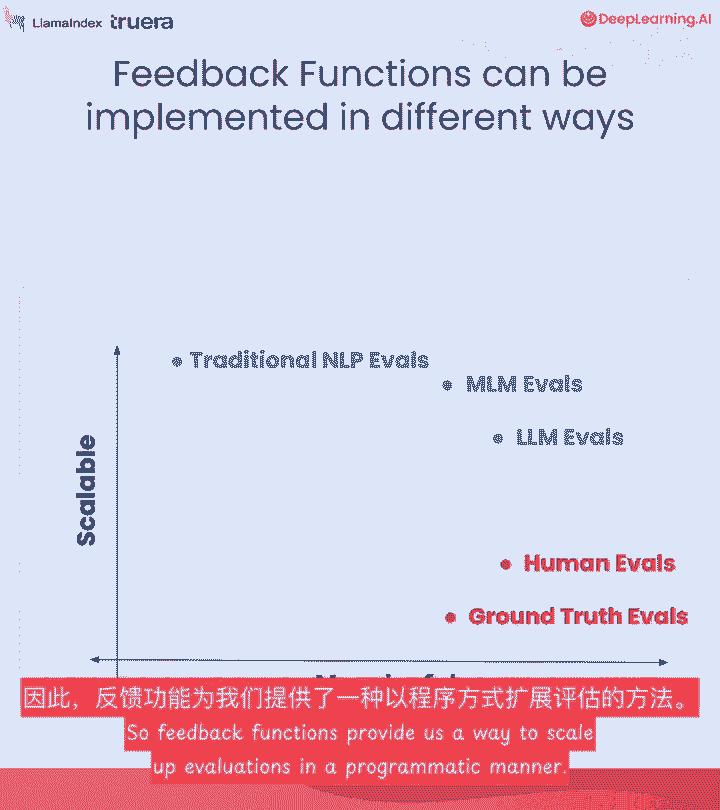 LlamaIndex truera DeepLearning.AI
Feedback Functions can be
implemented in different ways
Traditional NLP Evals
MLM Evals
LLM Evals
Scalable
Human Evals
Ground Truth Evals
因此，反馈功能为我们提供了一种以程序方式扩展评估的方法。
So feedback functions provide us a way to scale
up evaluations in a programmatic manner.